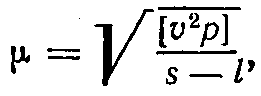 μ = √([v²p] / (s − l)),